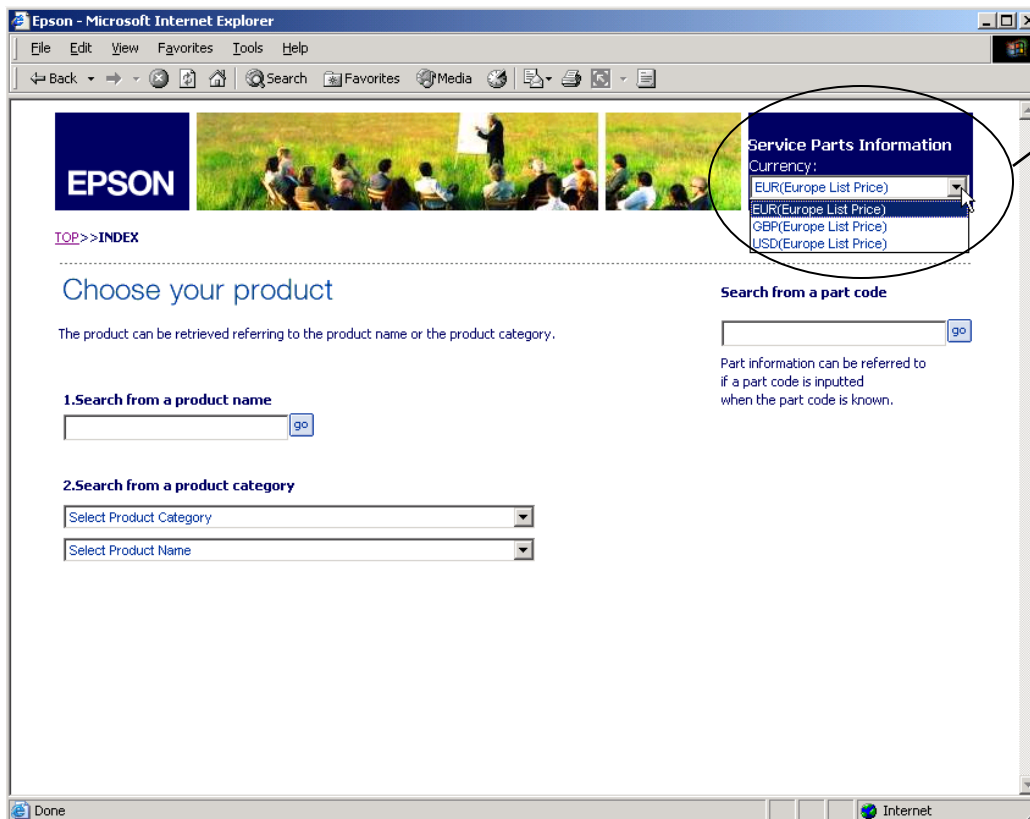 Epson - Microsoft Internet Explorer
File Edit View Favorites Tools Help
Back Search Favorites Media
EPSON
Service Parts Information
Currency:
EUR(Europe List Price)
EUR(Europe List Price)
GBP(Europe List Price)
USD(Europe List Price)
TOP>>INDEX
Choose your product
The product can be retrieved referring to the product name or the product category.
1.Search from a product name
go
2.Search from a product category
Select Product Category
Select Product Name
Search from a part code
go
Part information can be referred to
if a part code is inputted
when the part code is known.
Done Internet